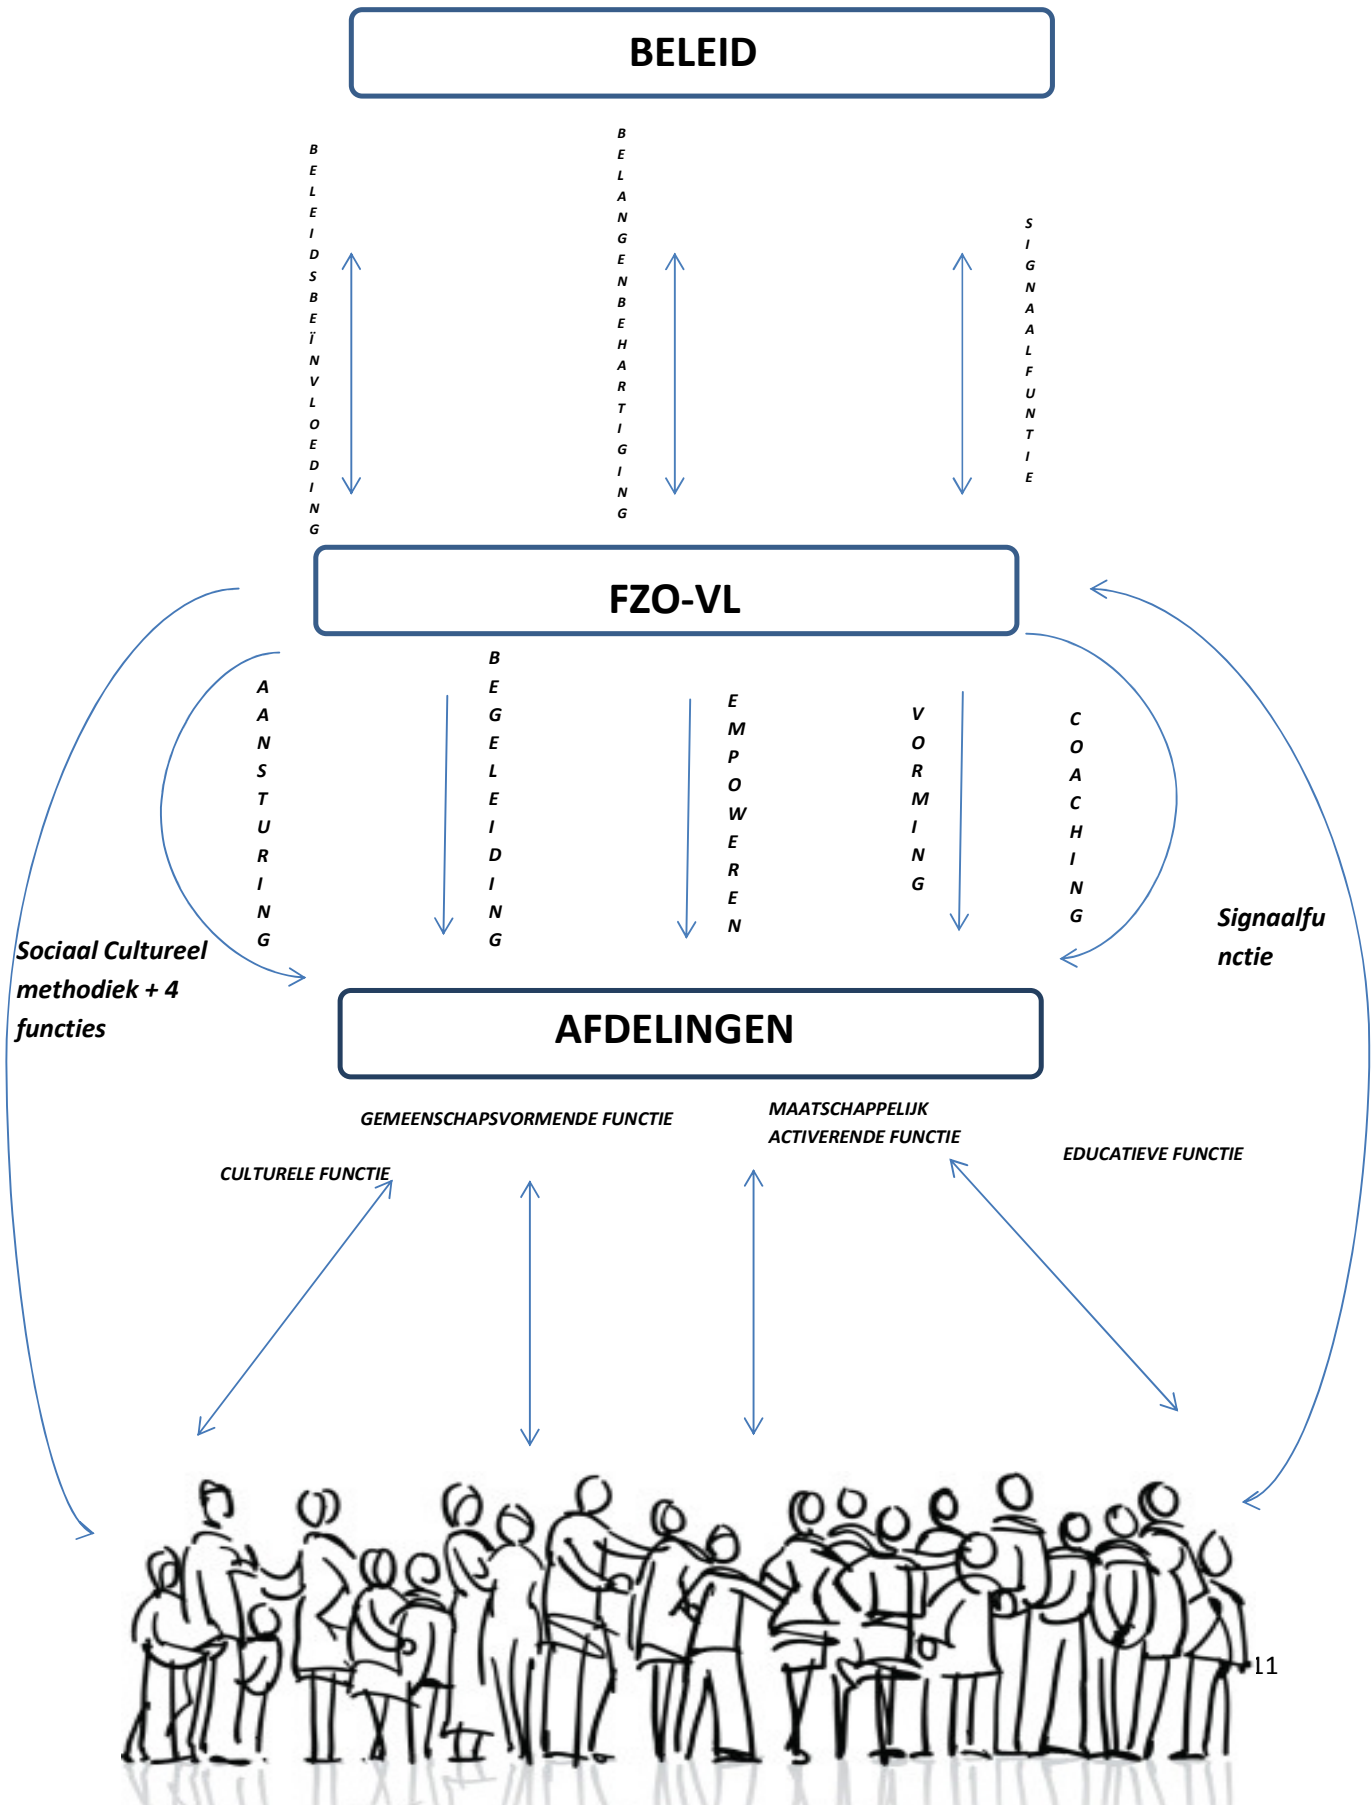 BELEID
BELEIDSBEÏNVLOEDING
BELANGENBEHARTIGING
SIGNAALFUNTIE
FZO-VL
AANSTURING
BEGELEIDING
EMPOWEREN
VORMING
COACHING
Sociaal Cultureel
methodiek + 4
functies
Signaalfu
nctie
AFDELINGEN
GEMEENSCHAPSVORMENDE FUNCTIE
MAATSCHAPPELIJK
ACTIVERENDE FUNCTIE
EDUCATIEVE FUNCTIE
CULTURELE FUNCTIE
11